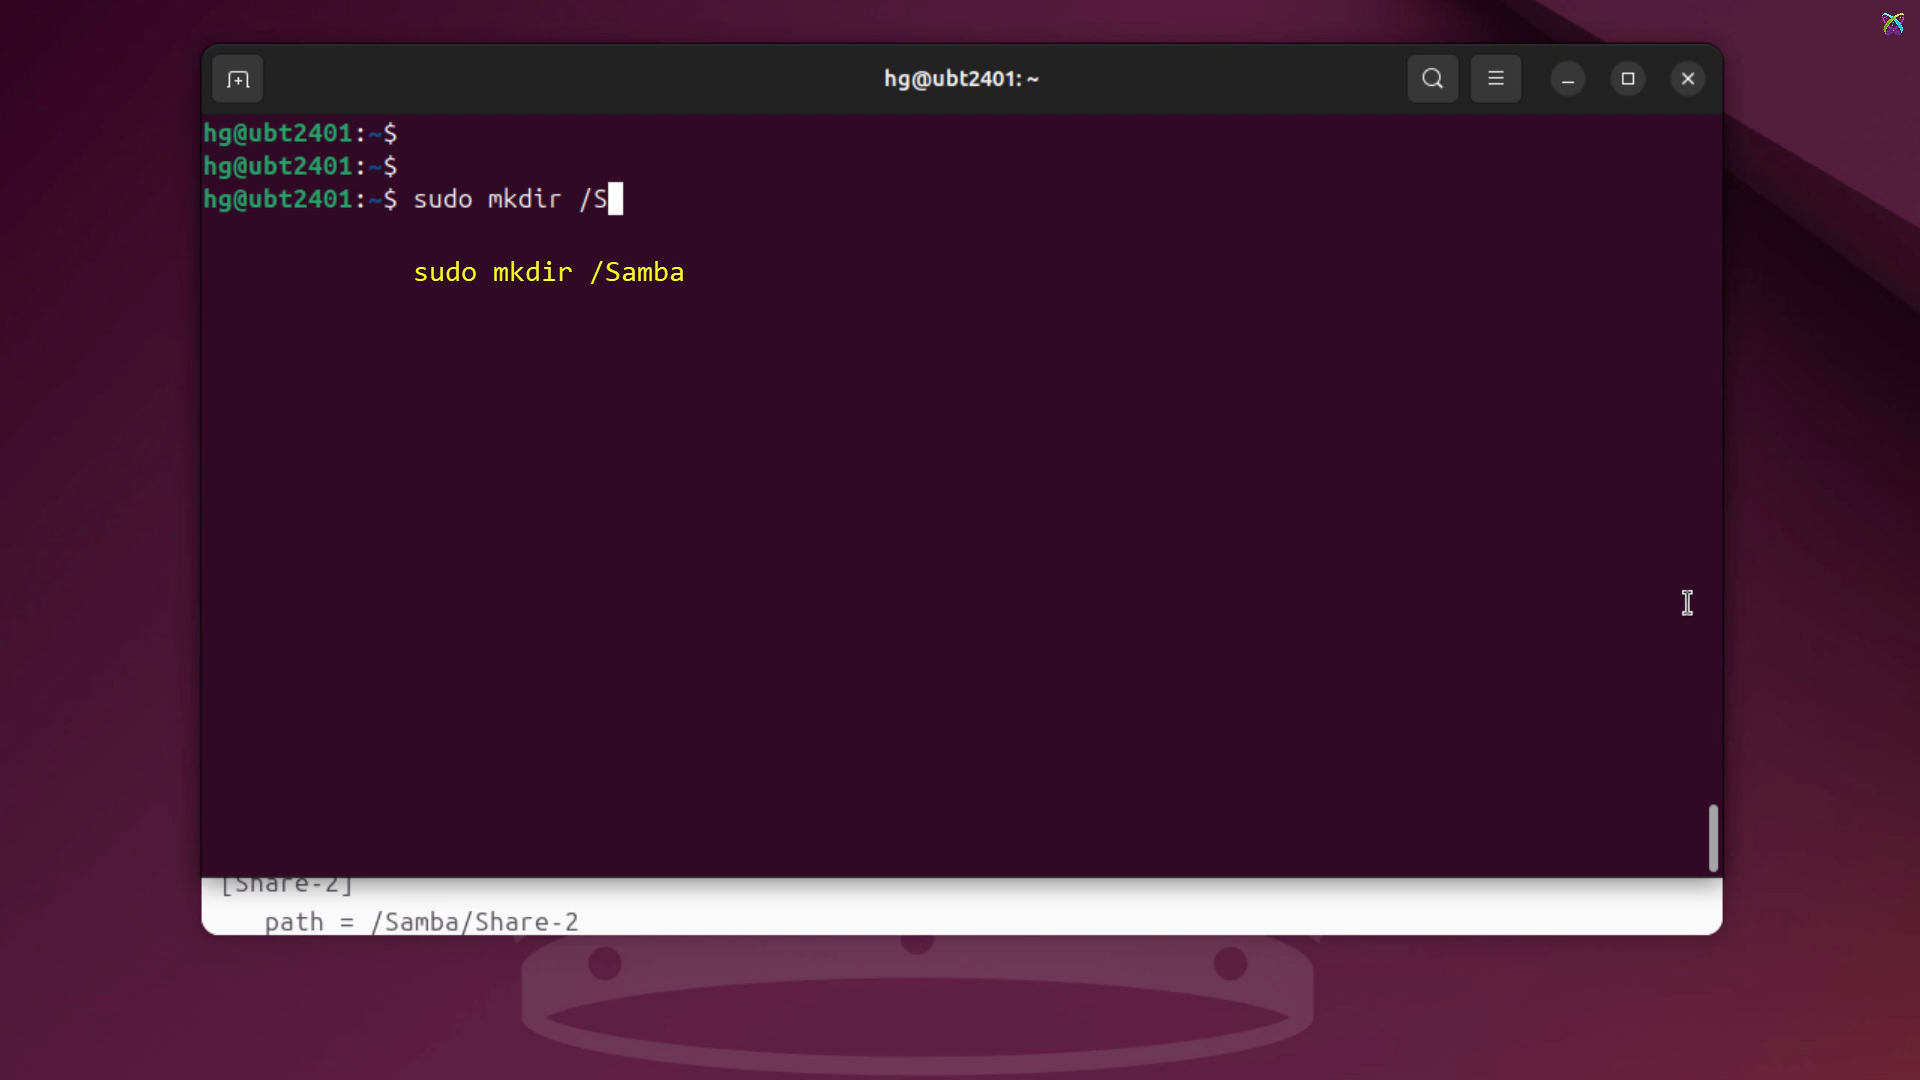 hg@ubt2401: ~
hg@ubt2401:~$
hg@ubt2401:~$
hg@ubt2401:~$ sudo mkdir /S
sudo mkdir /Samba
[Share-2]
path = /Samba/Share-2